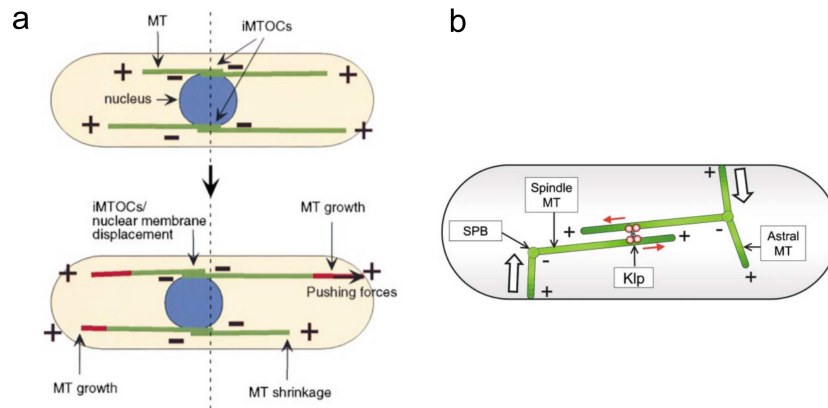 a
MT
iMTOCs
+
−
−
+
nucleus
+
−
−
+
iMTOCs/
nuclear membrane
displacement
MT growth
+
−
−
+
Pushing forces
+
−
−
+
MT growth
MT shrinkage
b
+
Spindle
MT
SPB
+
-
+
Astral
MT
-
Klp
+
+